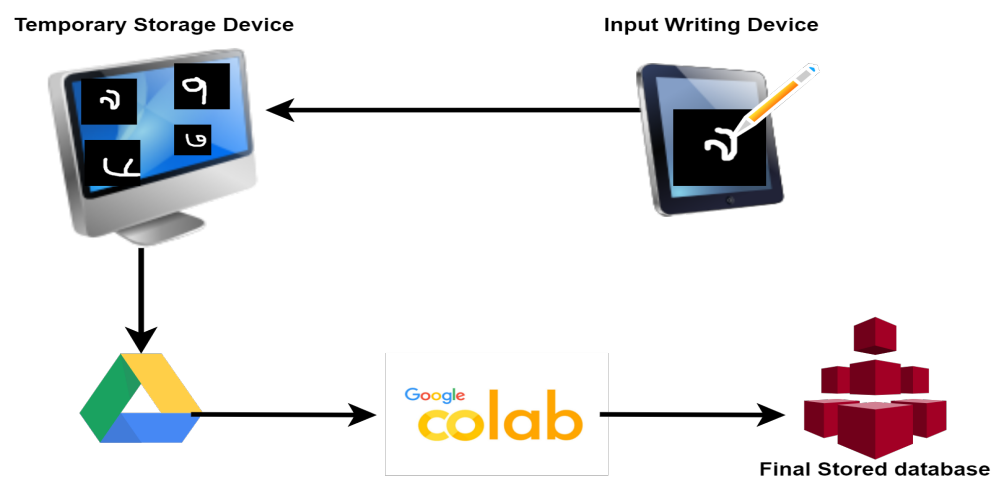 Temporary Storage Device
Input Writing Device
Google
colab
Final Stored database